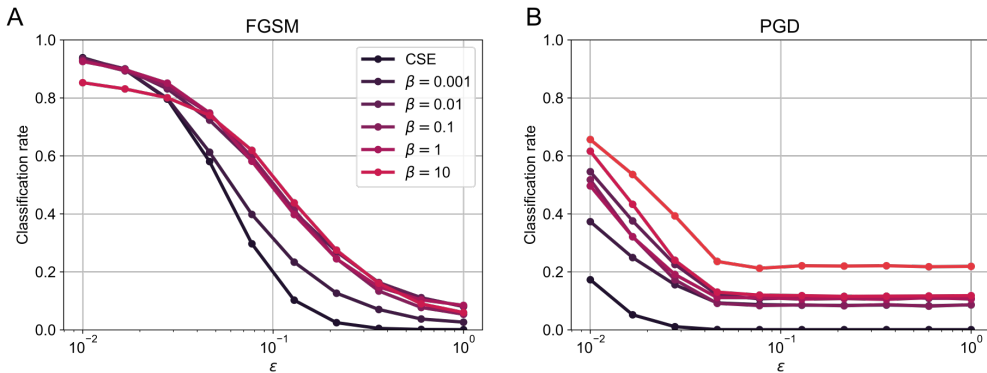 A
FGSM
Classification rate
1.0
0.8
0.6
0.4
0.2
0.0
CSE
β = 0.001
β = 0.01
β = 0.1
β = 1
β = 10
10⁻²
10⁻¹
10⁰
ε
B
PGD
Classification rate
1.0
0.8
0.6
0.4
0.2
0.0
10⁻²
10⁻¹
10⁰
ε